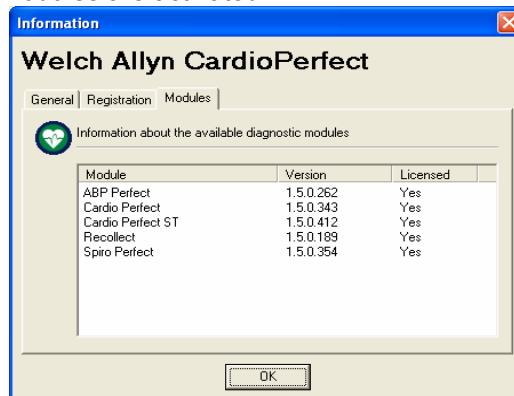 Information
Welch Allyn CardioPerfect
General Registration Modules
Information about the available diagnostic modules
Module Version Licensed
ABP Perfect 1.5.0.262 Yes
Cardio Perfect 1.5.0.343 Yes
Cardio Perfect ST 1.5.0.412 Yes
Recollect 1.5.0.189 Yes
Spiro Perfect 1.5.0.354 Yes
OK